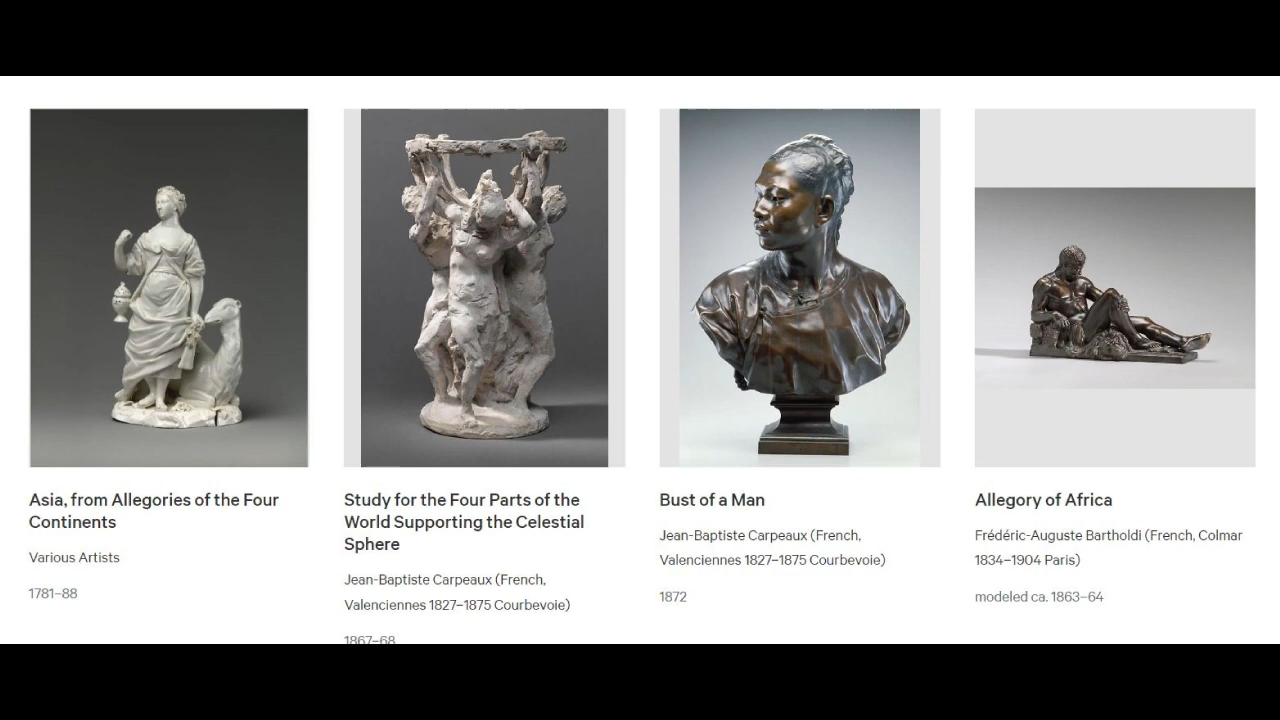 Asia, from Allegories of the Four
Continents
Various Artists
1781–88
Study for the Four Parts of the
World Supporting the Celestial
Sphere
Jean-Baptiste Carpeaux (French,
Valenciennes 1827–1875 Courbevoie)
1867–68
Bust of a Man
Jean-Baptiste Carpeaux (French,
Valenciennes 1827–1875 Courbevoie)
1872
Allegory of Africa
Frédéric-Auguste Bartholdi (French, Colmar
1834–1904 Paris)
modeled ca. 1863–64